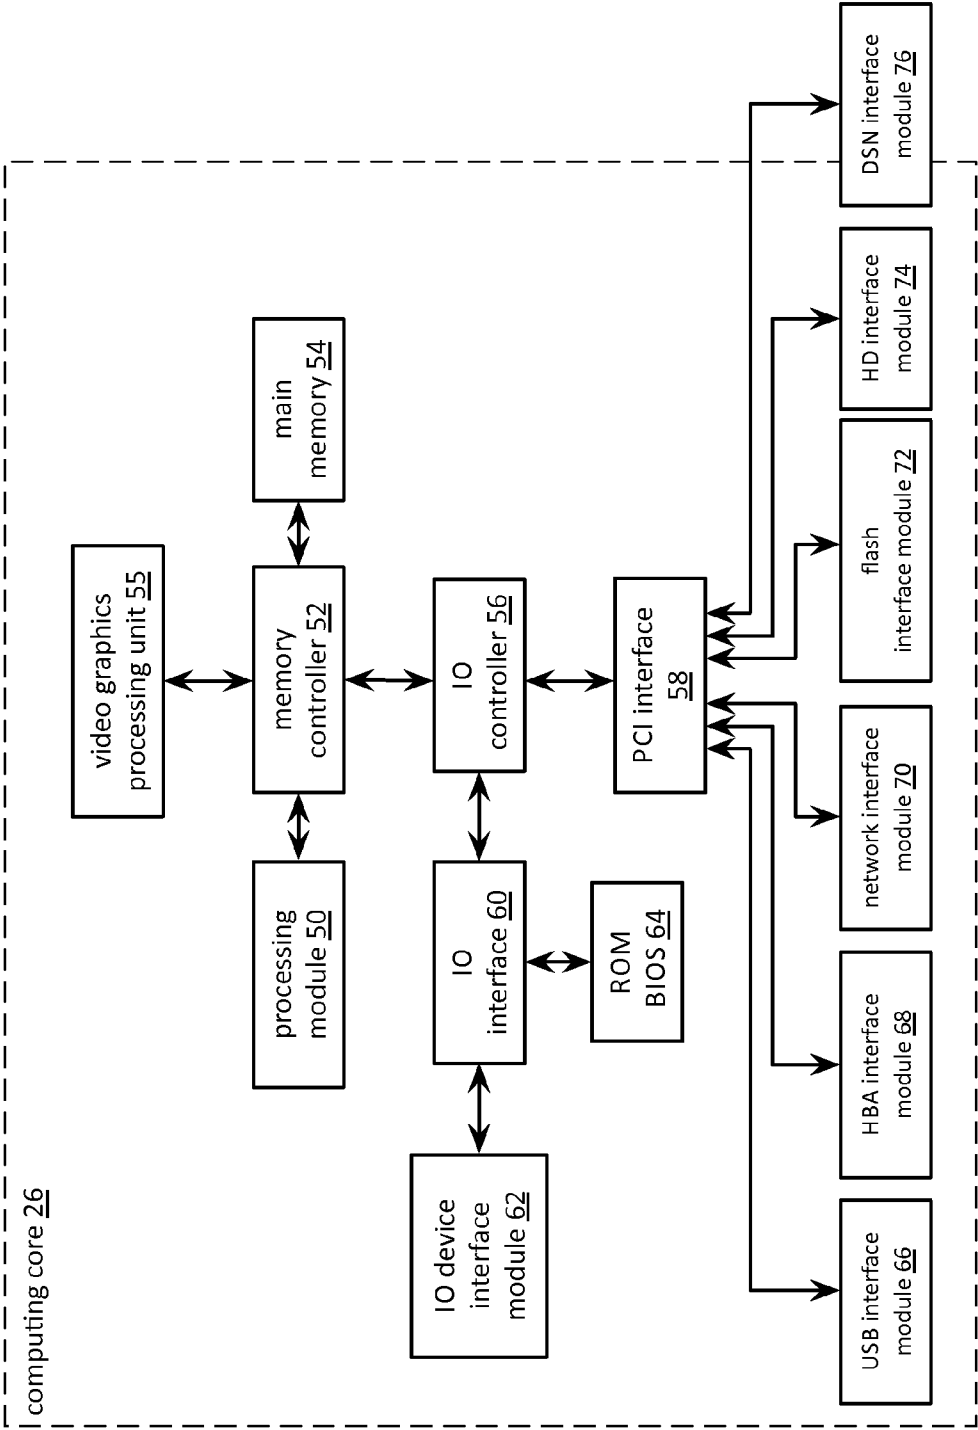 computing core 26
video graphics
processing unit 55
processing
module 50
memory
controller 52
main
memory 54
IO device
interface
module 62
IO
interface 60
IO
controller 56
ROM
BIOS 64
PCI interface
58
USB interface
module 66
HBA interface
module 68
network interface
module 70
flash
interface module 72
HD interface
module 74
DSN interface
module 76